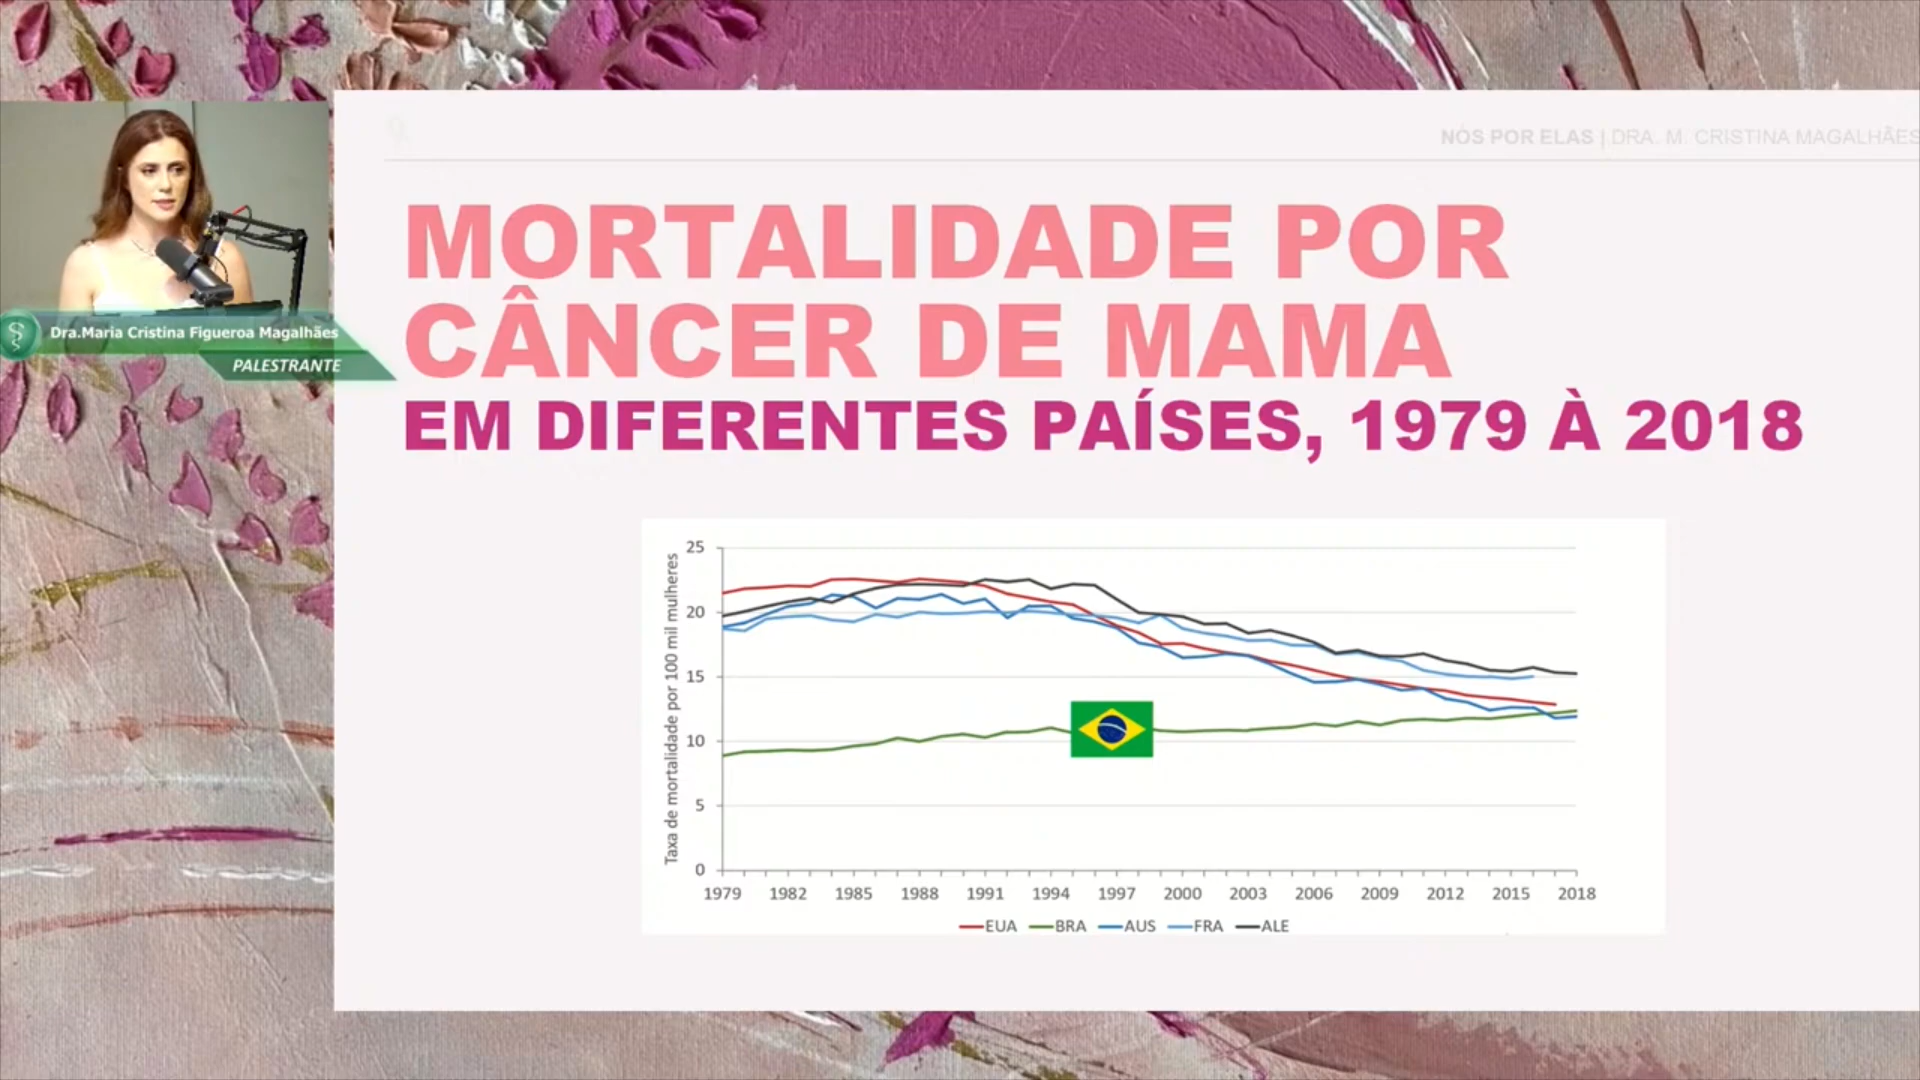 NÓS POR ELAS | DRA. M. CRISTINA MAGALHÃES
MORTALIDADE POR
CÂNCER DE MAMA
EM DIFERENTES PAÍSES, 1979 À 2018
Dra.Maria Cristina Figueroa Magalhães
PALESTRANTE
Taxa de mortalidade por 100 mil mulheres
25
20
15
10
5
0
1979 1982 1985 1988 1991 1994 1997 2000 2003 2006 2009 2012 2015 2018
EUA BRA AUS FRA ALE